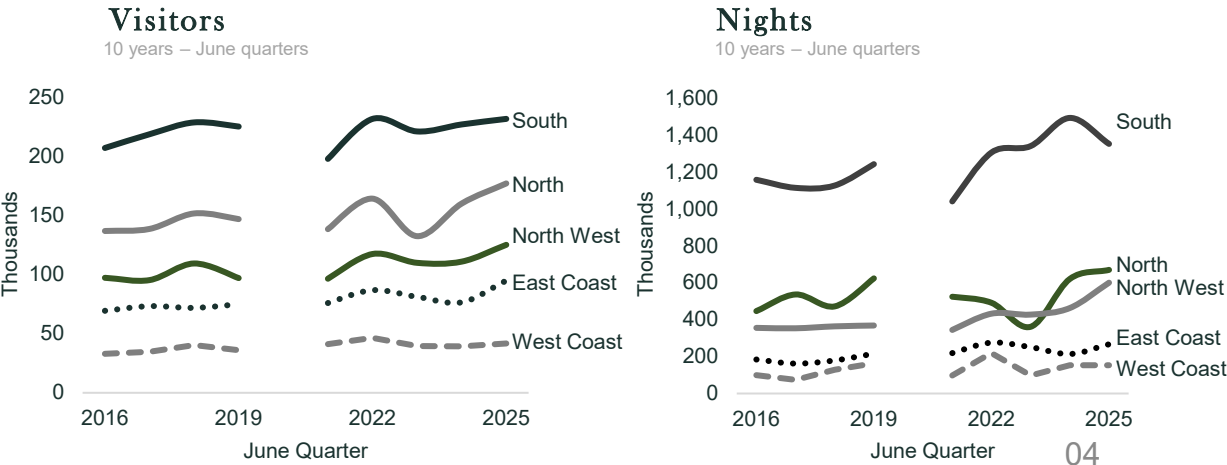 Visitors
10 years – June quarters
250
200
150
100
50
0
Thousands
South
North
North West
East Coast
West Coast
2016
2019
2022
2025
June Quarter
Nights
10 years – June quarters
1,600
1,400
1,200
1,000
800
600
400
200
0
Thousands
South
North
North West
East Coast
West Coast
2016
2019
2022
2025
June Quarter
04